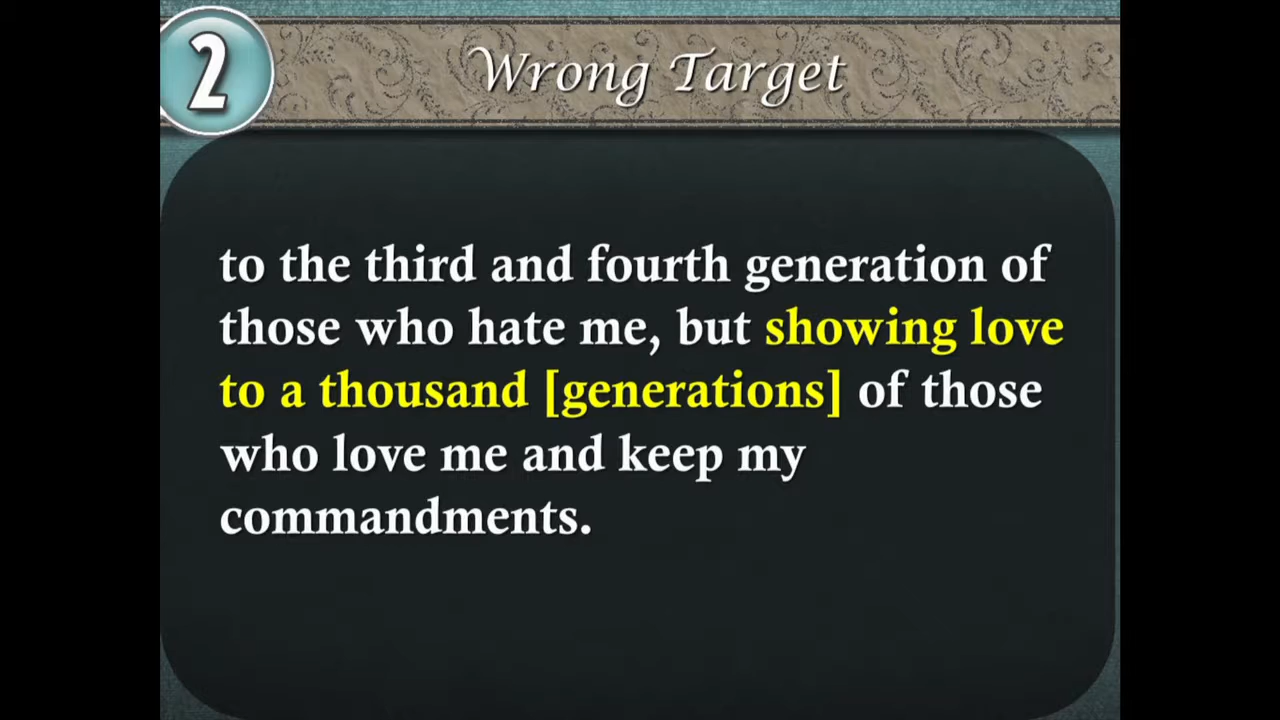 2
Wrong Target
to the third and fourth generation of
those who hate me, but showing love
to a thousand [generations] of those
who love me and keep my
commandments.